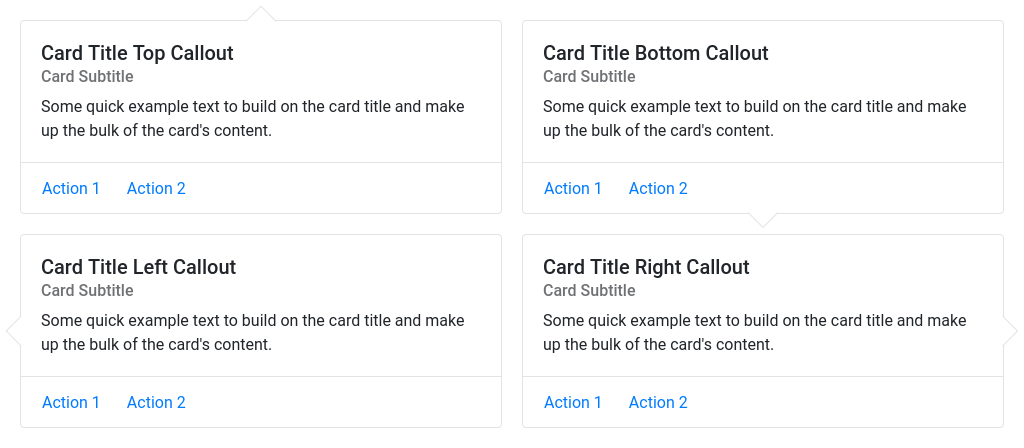 Card Title Top Callout
Card Subtitle
Some quick example text to build on the card title and make
up the bulk of the card's content.
Action 1 Action 2
Card Title Bottom Callout
Card Subtitle
Some quick example text to build on the card title and make
up the bulk of the card's content.
Action 1 Action 2
Card Title Left Callout
Card Subtitle
Some quick example text to build on the card title and make
up the bulk of the card's content.
Action 1 Action 2
Card Title Right Callout
Card Subtitle
Some quick example text to build on the card title and make
up the bulk of the card's content.
Action 1 Action 2